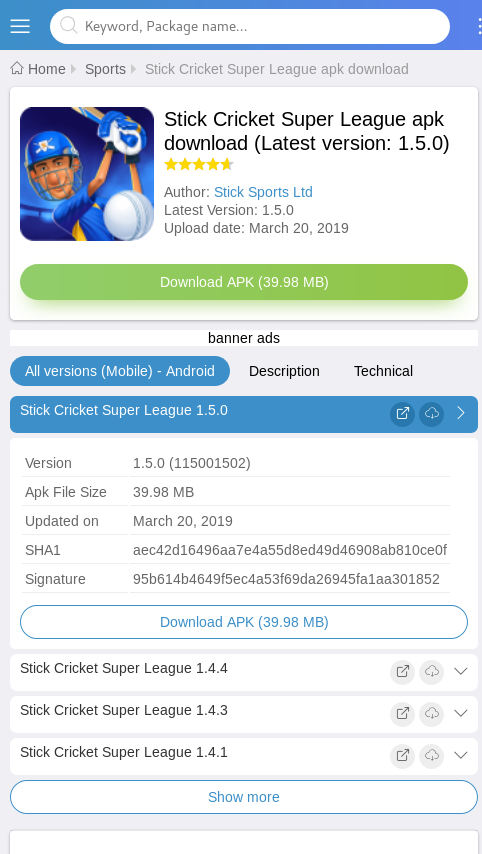 Keyword, Package name...
Home Sports Stick Cricket Super League apk download
Stick Cricket Super League apk
download (Latest version: 1.5.0)
Author: Stick Sports Ltd
Latest Version: 1.5.0
Upload date: March 20, 2019
Download APK (39.98 MB)
banner ads
All versions (Mobile) - Android Description Technical
Stick Cricket Super League 1.5.0
Version 1.5.0 (115001502)
Apk File Size 39.98 MB
Updated on March 20, 2019
SHA1 aec42d16496aa7e4a55d8ed49d46908ab810ce0f
Signature 95b614b4649f5ec4a53f69da26945fa1aa301852
Download APK (39.98 MB)
Stick Cricket Super League 1.4.4
Stick Cricket Super League 1.4.3
Stick Cricket Super League 1.4.1
Show more